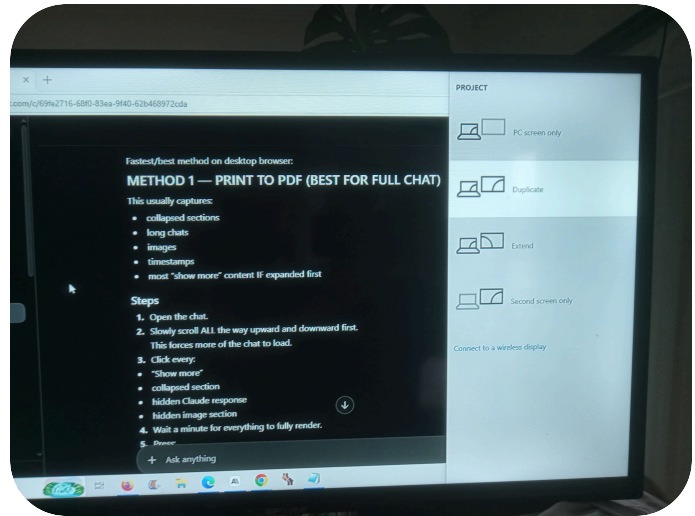 .com/c/69fa2716-68f0-83ea-9f40-62b468972cda
Fastest/best method on desktop browser:
METHOD 1 — PRINT TO PDF (BEST FOR FULL CHAT)
This usually captures:
• collapsed sections
• long chats
• images
• timestamps
• most "show more" content IF expanded first
Steps
1. Open the chat.
2. Slowly scroll ALL the way upward and downward first.
This forces more of the chat to load.
3. Click every:
• "Show more"
• collapsed section
• hidden Claude response
• hidden image section
4. Wait a minute for everything to fully render.
5. Press:
+ Ask anything
PROJECT
PC screen only
Duplicate
Extend
Second screen only
Connect to a wireless display